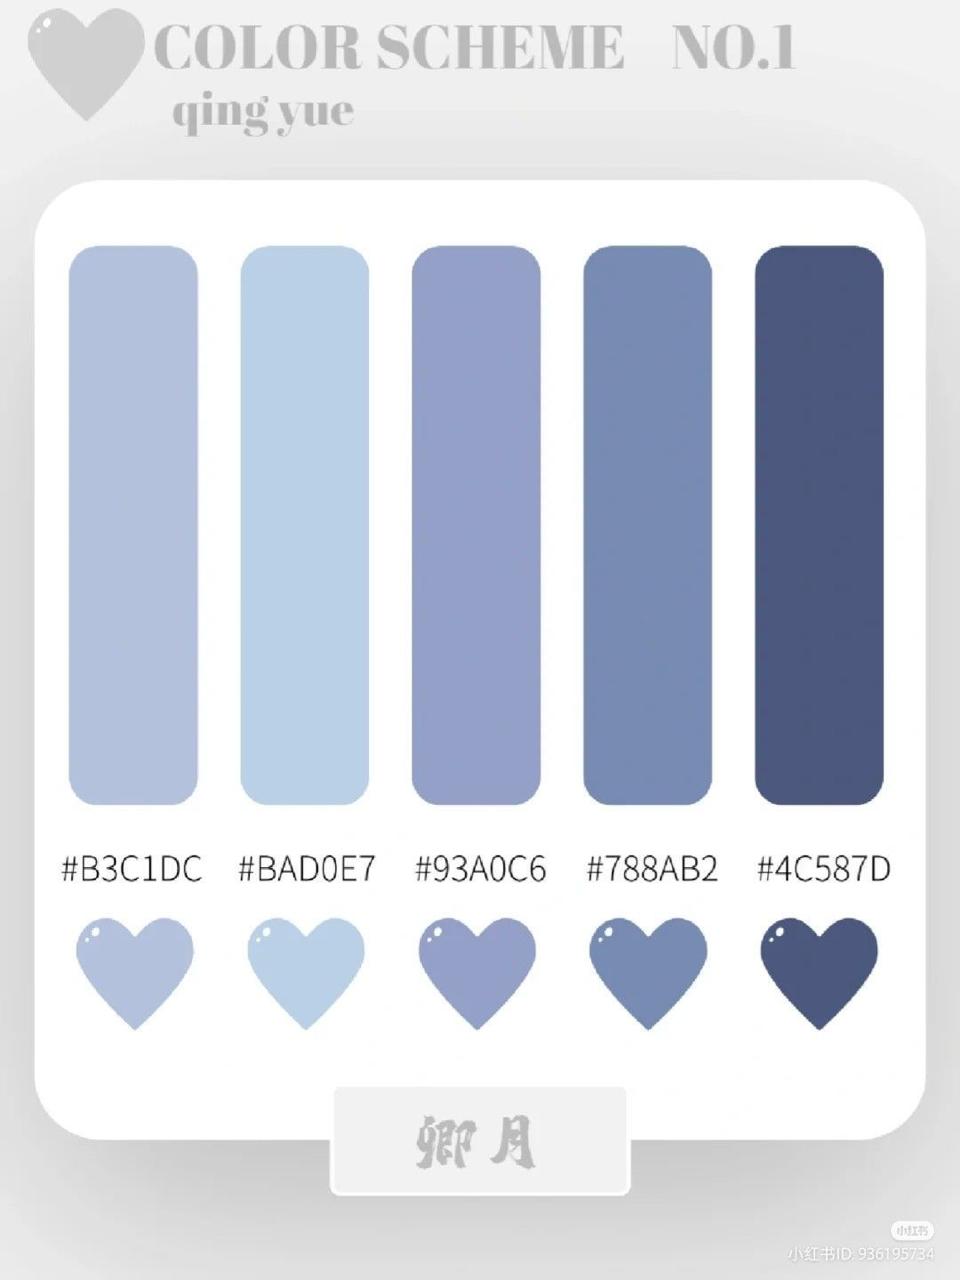 COLOR SCHEME NO.1
qing yue
#B3C1DC #BAD0E7 #93A0C6 #788AB2 #4C587D
卿月
小红书
小红书ID: 936195734